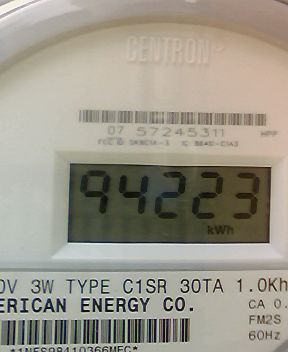 CENTRON®
07 57245311 HPP
94223
kWh
0V 3W TYPE C1SR 30TA 1.0Kh
ERICAN ENERGY CO. CA 0.
FM2S
60Hz